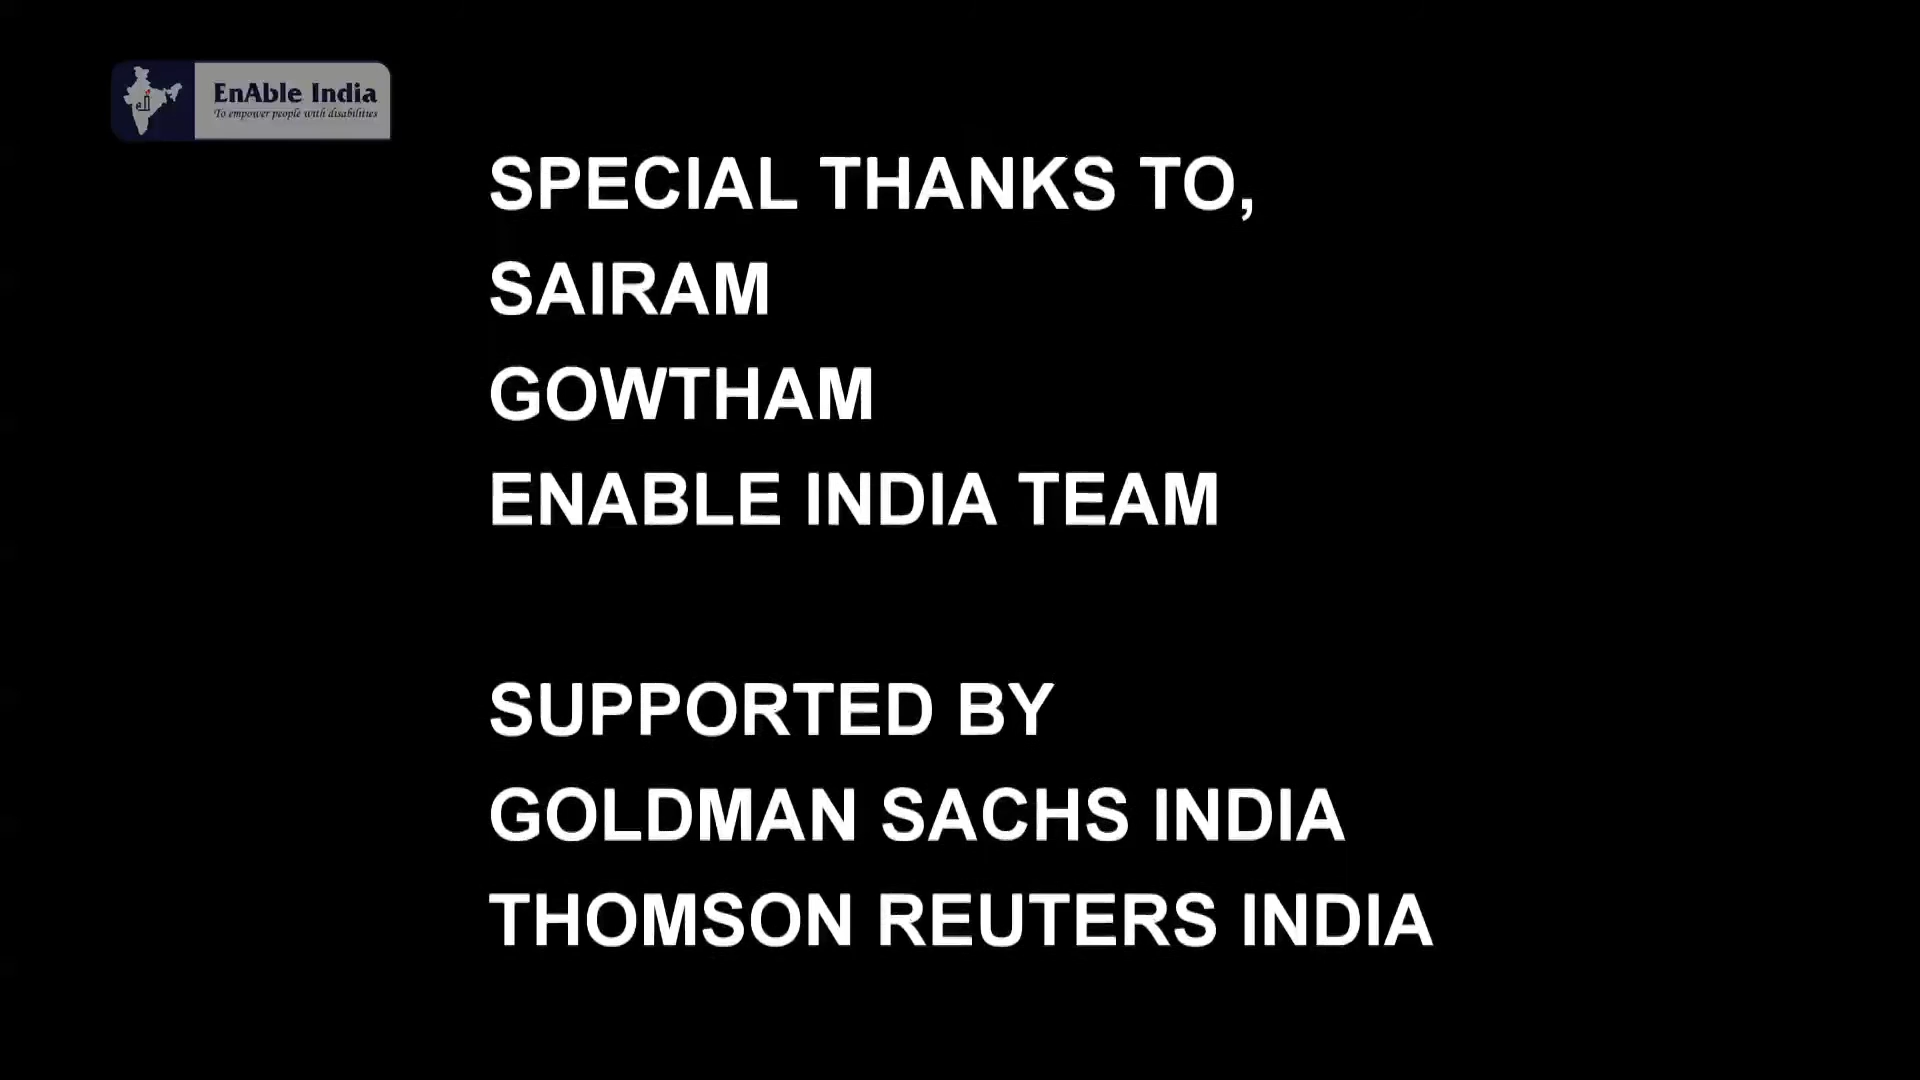 EnAble India
To empower people with disabilities
SPECIAL THANKS TO,
SAIRAM
GOWTHAM
ENABLE INDIA TEAM
SUPPORTED BY
GOLDMAN SACHS INDIA
THOMSON REUTERS INDIA